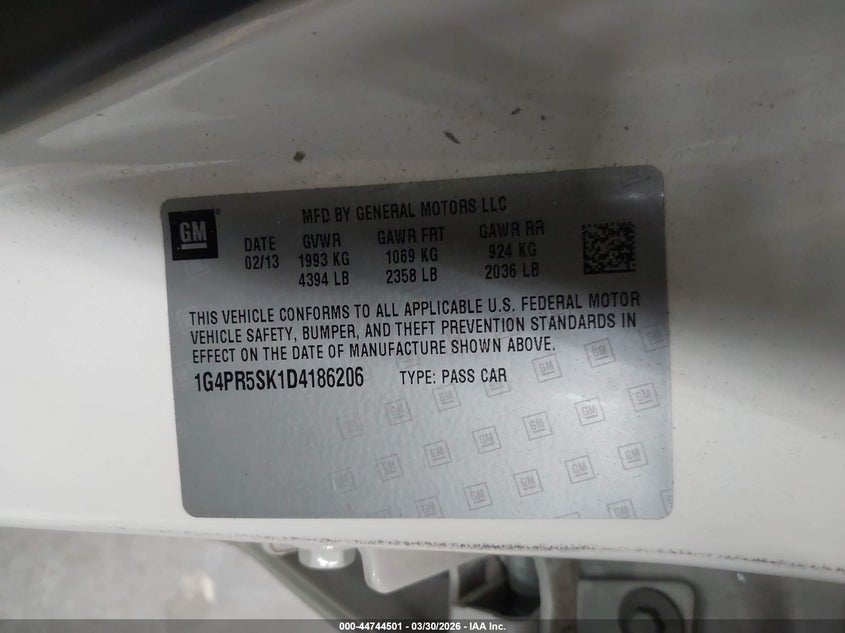 GM
MFD BY GENERAL MOTORS LLC
DATE GVWR GAWR FRT GAWR RR
02/13 1993 KG 1069 KG 924 KG
4394 LB 2358 LB 2036 LB
THIS VEHICLE CONFORMS TO ALL APPLICABLE U.S. FEDERAL MOTOR
VEHICLE SAFETY, BUMPER, AND THEFT PREVENTION STANDARDS IN
EFFECT ON THE DATE OF MANUFACTURE SHOWN ABOVE.
1G4PR5SK1D4186206 TYPE: PASS CAR
000-44744501 — 03/30/2026 — IAA Inc.